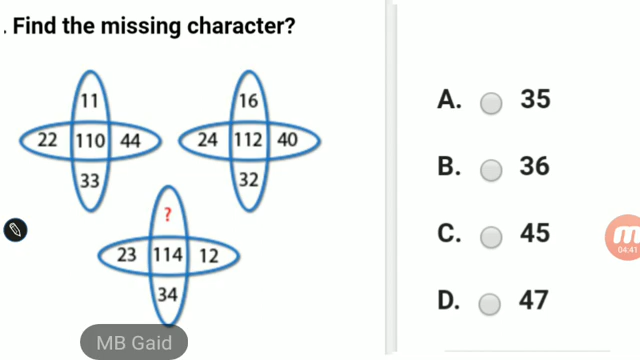 . Find the missing character?
11
22 110 44
33
16
24 112 40
32
?
23 114 12
34
A. 35
B. 36
C. 45
D. 47
MB Gaid
m
04:41